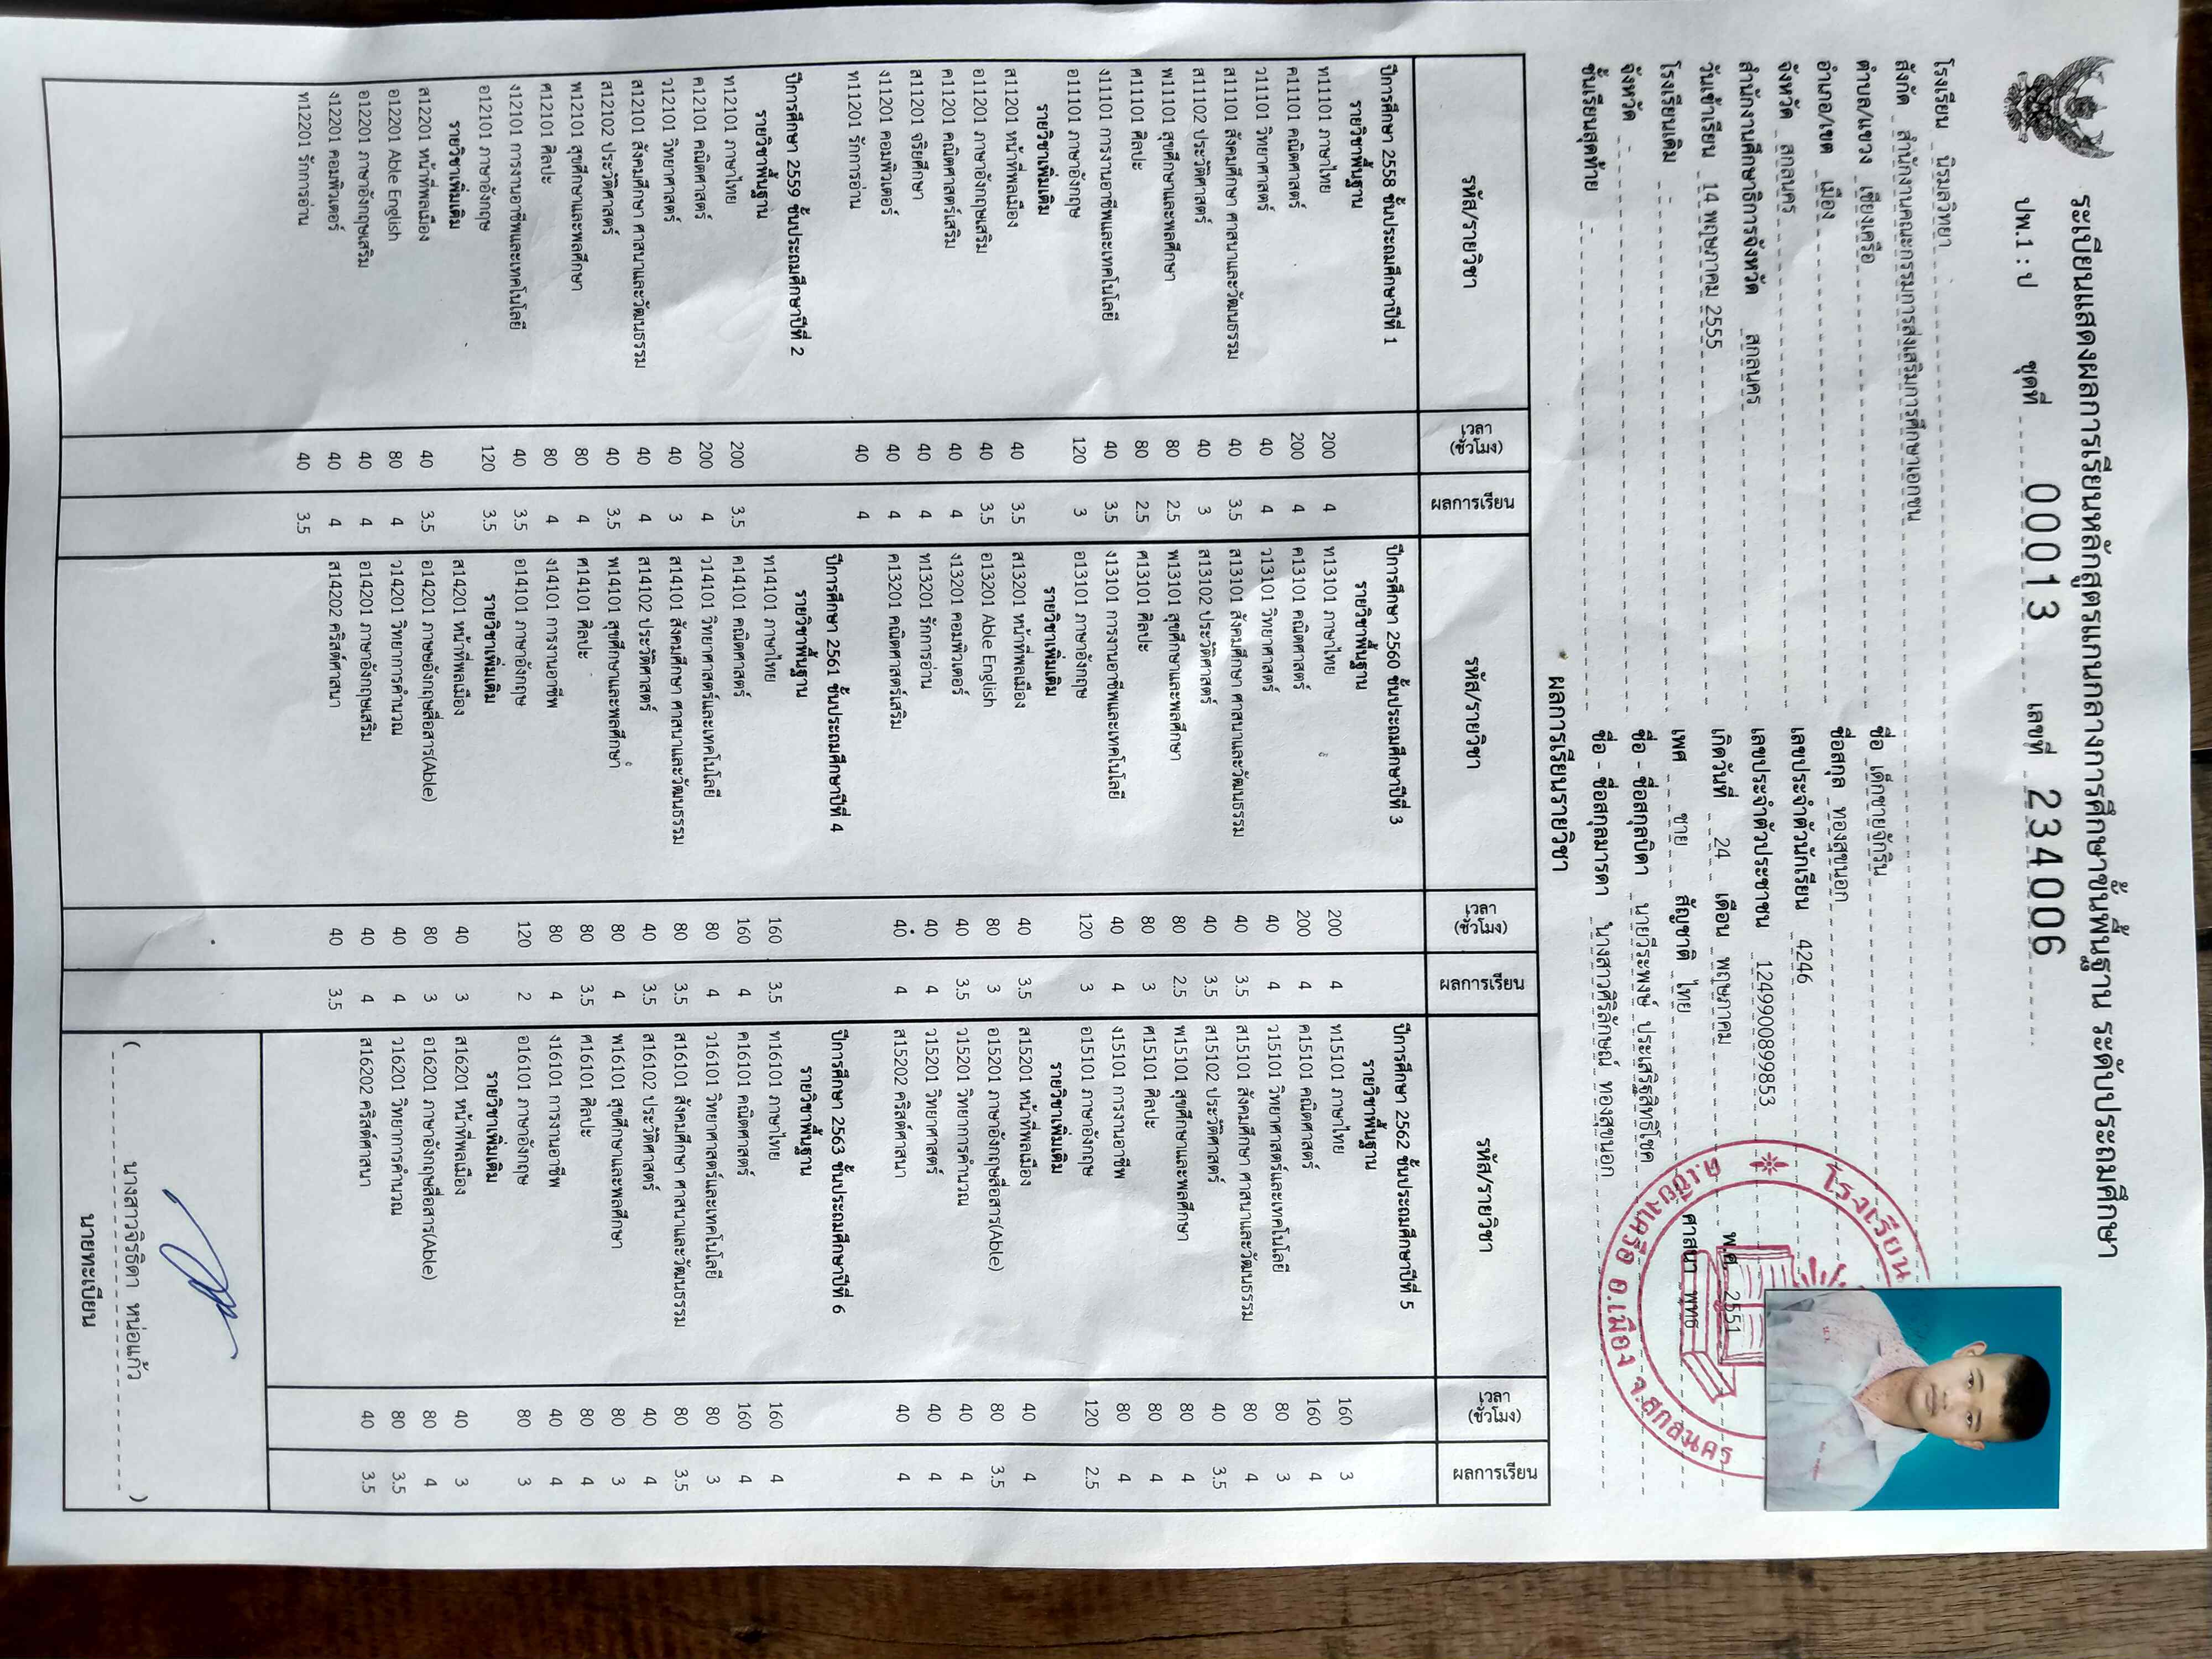 ระเบียนแสดงผลการเรียนหลักสูตรแกนกลางการศึกษาขั้นพื้นฐาน ระดับประถมศึกษา
ปพ.1 : ป ชุดที่ 00013 เลขที่ 234006
โรงเรียน นิรมลวิทยา
สังกัด สำนักงานคณะกรรมการส่งเสริมการศึกษาเอกชน
ตำบล/แขวง เชียงเครือ
อำเภอ/เขต เมือง
จังหวัด สกลนคร
สำนักงานศึกษาธิการจังหวัด สกลนคร
วันเข้าเรียน 14 พฤษภาคม 2555
โรงเรียนเดิม -
จังหวัด -
ชั้นเรียนสุดท้าย -
ชื่อ เด็กชายจักริน
ชื่อสกุล ทองสุขนอก
เลขประจำตัวนักเรียน 4246
เลขประจำตัวประชาชน 1249900899853
เกิดวันที่ 24 เดือน พฤษภาคม พ.ศ. 2551
เพศ ชาย สัญชาติ ไทย ศาสนา พุทธ
ชื่อ - ชื่อสกุลบิดา นายวีระพงษ์ ประเสริฐสิทธิโชค
ชื่อ - ชื่อสกุลมารดา นางสาวศิริลักษณ์ ทองสุขนอก
โรงเรียน
ต.เชียงเครือ อ.เมือง จ.สกลนคร
ผลการเรียนรายวิชา
รหัส/รายวิชา เวลา (ชั่วโมง) ผลการเรียน
ปีการศึกษา 2558 ชั้นประถมศึกษาปีที่ 1
รายวิชาพื้นฐาน
ท11101 ภาษาไทย 200 4
ค11101 คณิตศาสตร์ 200 4
ว11101 วิทยาศาสตร์ 40 4
ส11101 สังคมศึกษา ศาสนาและวัฒนธรรม 40 3.5
ส11102 ประวัติศาสตร์ 40 3
พ11101 สุขศึกษาและพลศึกษา 80 2.5
ศ11101 ศิลปะ 80 2.5
ง11101 การงานอาชีพและเทคโนโลยี 40 3.5
อ11101 ภาษาอังกฤษ 120 3
รายวิชาเพิ่มเติม
ส11201 หน้าที่พลเมือง 40 3.5
อ11201 ภาษาอังกฤษเสริม 40 3.5
ค11201 คณิตศาสตร์เสริม 40 4
ส11201 จริยศึกษา 40 4
ง11201 คอมพิวเตอร์ 40 4
ท11201 รักการอ่าน 40 4
ปีการศึกษา 2559 ชั้นประถมศึกษาปีที่ 2
รายวิชาพื้นฐาน
ท12101 ภาษาไทย 200 3.5
ค12101 คณิตศาสตร์ 200 4
ว12101 วิทยาศาสตร์ 40 3
ส12101 สังคมศึกษา ศาสนาและวัฒนธรรม 40 4
ส12102 ประวัติศาสตร์ 40 3.5
พ12101 สุขศึกษาและพลศึกษา 80 4
ศ12101 ศิลปะ 80 4
ง12101 การงานอาชีพและเทคโนโลยี 40 3.5
อ12101 ภาษาอังกฤษ 120 3.5
รายวิชาเพิ่มเติม
ส12201 หน้าที่พลเมือง 40 3.5
อ12201 Able English 80 4
อ12201 ภาษาอังกฤษเสริม 40 4
ง12201 คอมพิวเตอร์ 40 4
ท12201 รักการอ่าน 40 3.5
รหัส/รายวิชา เวลา (ชั่วโมง) ผลการเรียน
ปีการศึกษา 2560 ชั้นประถมศึกษาปีที่ 3
รายวิชาพื้นฐาน
ท13101 ภาษาไทย 200 4
ค13101 คณิตศาสตร์ 200 4
ว13101 วิทยาศาสตร์ 40 4
ส13101 สังคมศึกษา ศาสนาและวัฒนธรรม 40 3.5
ส13102 ประวัติศาสตร์ 40 3.5
พ13101 สุขศึกษาและพลศึกษา 80 2.5
ศ13101 ศิลปะ 80 3
ง13101 การงานอาชีพและเทคโนโลยี 40 4
อ13101 ภาษาอังกฤษ 120 3
รายวิชาเพิ่มเติม
ส13201 หน้าที่พลเมือง 40 3.5
อ13201 Able English 80 3
ง13201 คอมพิวเตอร์ 40 3.5
ท13201 รักการอ่าน 40 4
ค13201 คณิตศาสตร์เสริม 40 4
ปีการศึกษา 2561 ชั้นประถมศึกษาปีที่ 4
รายวิชาพื้นฐาน
ท14101 ภาษาไทย 160 3.5
ค14101 คณิตศาสตร์ 160 4
ว14101 วิทยาศาสตร์และเทคโนโลยี 80 4
ส14101 สังคมศึกษา ศาสนาและวัฒนธรรม 80 3.5
ส14102 ประวัติศาสตร์ 40 3.5
พ14101 สุขศึกษาและพลศึกษา 80 4
ศ14101 ศิลปะ 80 3.5
ง14101 การงานอาชีพ 80 4
อ14101 ภาษาอังกฤษ 120 2
รายวิชาเพิ่มเติม
ส14201 หน้าที่พลเมือง 40 3
อ14201 ภาษษอังกฤษสื่อสาร(Able) 80 3
ว14201 วิทยาการคำนวณ 40 4
อ14201 ภาษาอังกฤษเสริม 40 4
ส14202 คริสต์ศาสนา 40 3.5
รหัส/รายวิชา เวลา (ชั่วโมง) ผลการเรียน
ปีการศึกษา 2562 ชั้นประถมศึกษาปีที่ 5
รายวิชาพื้นฐาน
ท15101 ภาษาไทย 160 3
ค15101 คณิตศาสตร์ 160 4
ว15101 วิทยาศาสตร์และเทคโนโลยี 80 3
ส15101 สังคมศึกษา ศาสนาและวัฒนธรรม 80 4
ส15102 ประวัติศาสตร์ 40 3.5
พ15101 สุขศึกษาและพลศึกษา 80 4
ศ15101 ศิลปะ 80 4
ง15101 การงานอาชีพ 80 4
อ15101 ภาษาอังกฤษ 120 2.5
รายวิชาเพิ่มเติม
ส15201 หน้าที่พลเมือง 40 4
อ15201 ภาษาอังกฤษสื่อสาร(Able) 80 3.5
ว15201 วิทยาการคำนวณ 40 4
ว15201 วิทยาศาสตร์ 40 4
ส15202 คริสต์ศาสนา 40 4
ปีการศึกษา 2563 ชั้นประถมศึกษาปีที่ 6
รายวิชาพื้นฐาน
ท16101 ภาษาไทย 160 4
ค16101 คณิตศาสตร์ 160 4
ว16101 วิทยาศาสตร์และเทคโนโลยี 80 3
ส16101 สังคมศึกษา ศาสนาและวัฒนธรรม 80 3.5
ส16102 ประวัติศาสตร์ 40 4
พ16101 สุขศึกษาและพลศึกษา 80 3
ศ16101 ศิลปะ 80 4
ง16101 การงานอาชีพ 40 4
อ16101 ภาษาอังกฤษ 80 3
รายวิชาเพิ่มเติม
ส16201 หน้าที่พลเมือง 40 3
อ16201 ภาษาอังกฤษสื่อสาร(Able) 80 4
ว16201 วิทยาการคำนวณ 80 3.5
ส16202 คริสต์ศาสนา 40 3.5
( นางสาวจิรธิดา หน่อแก้ว )
นายทะเบียน